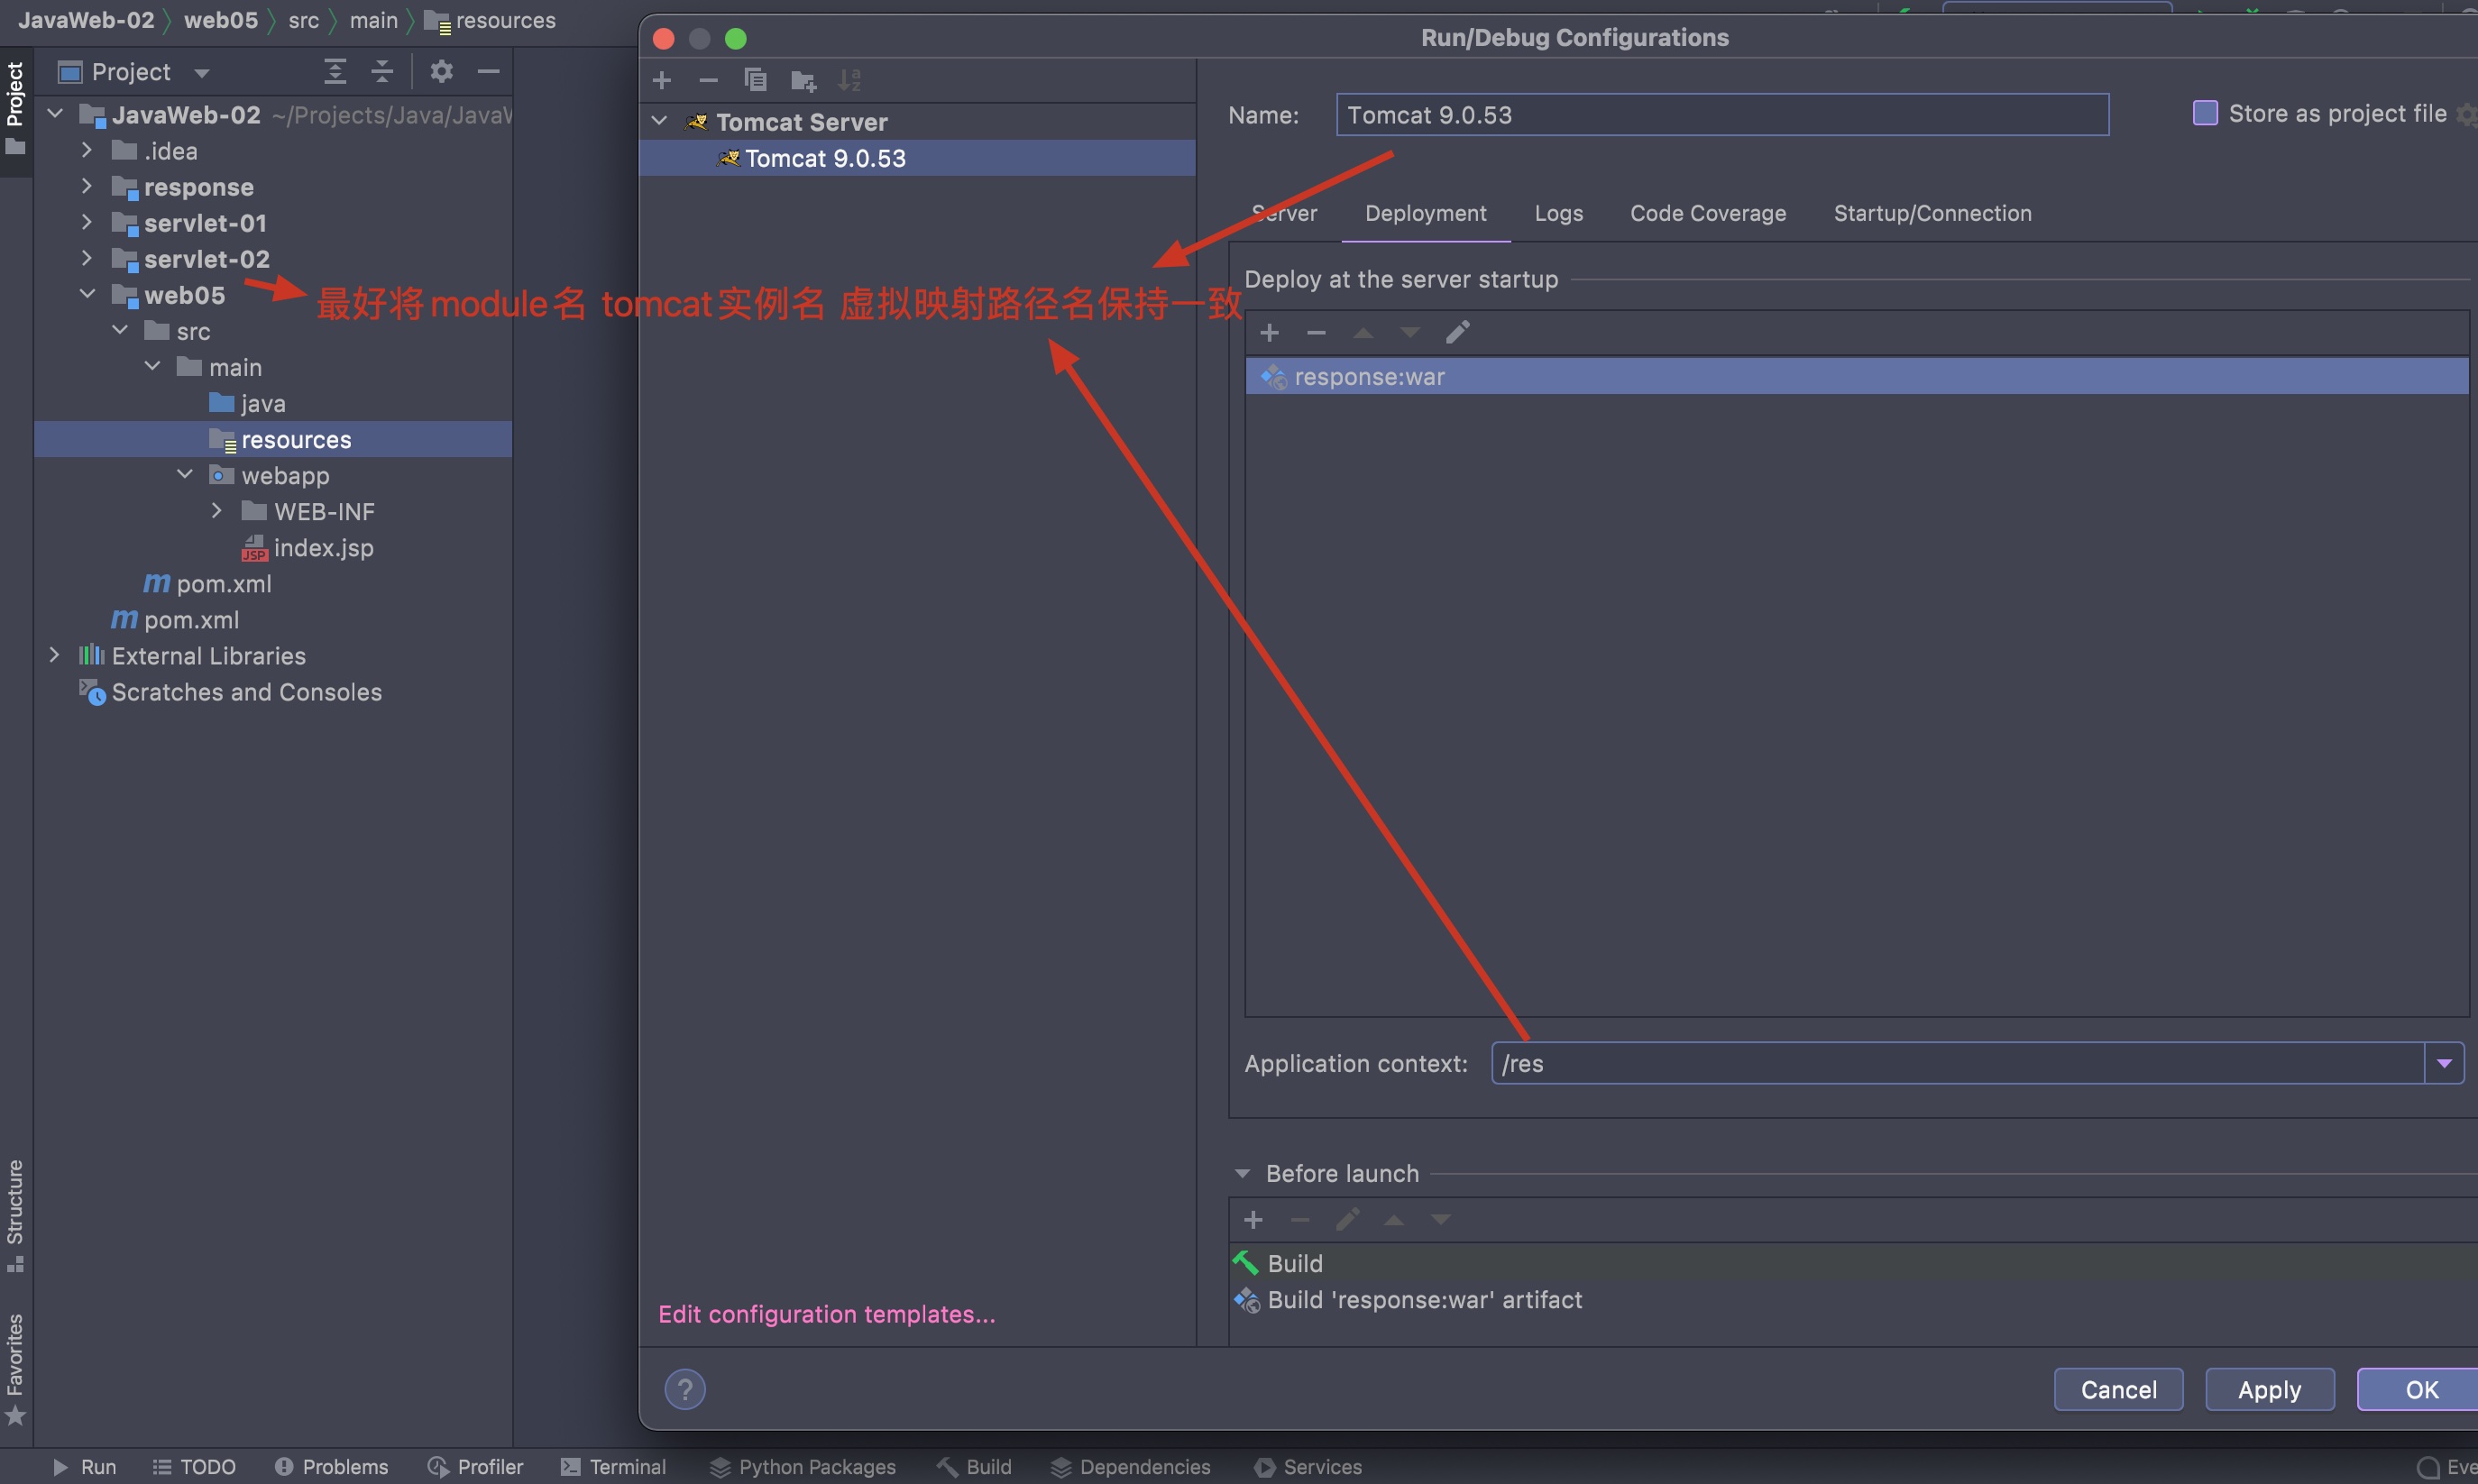 JavaWeb-02 〉 web05 〉 src 〉 main 〉 resources
Project
Project
JavaWeb-02 ~/Projects/Java/Java
.idea
response
servlet-01
servlet-02
web05
src
main
java
resources
webapp
WEB-INF
index.jsp
pom.xml
pom.xml
External Libraries
Scratches and Consoles
Structure
Favorites
Run/Debug Configurations
Tomcat Server
Tomcat 9.0.53
Edit configuration templates...
Name: Tomcat 9.0.53
Store as project file
Server Deployment Logs Code Coverage Startup/Connection
最好将module名 tomcat实例名 虚拟映射路径名保持一致
Deploy at the server startup
response:war
Application context: /res
Before launch
Build
Build 'response:war' artifact
?
Cancel Apply OK
Run TODO Problems Profiler Terminal Python Packages Build Dependencies Services Eve